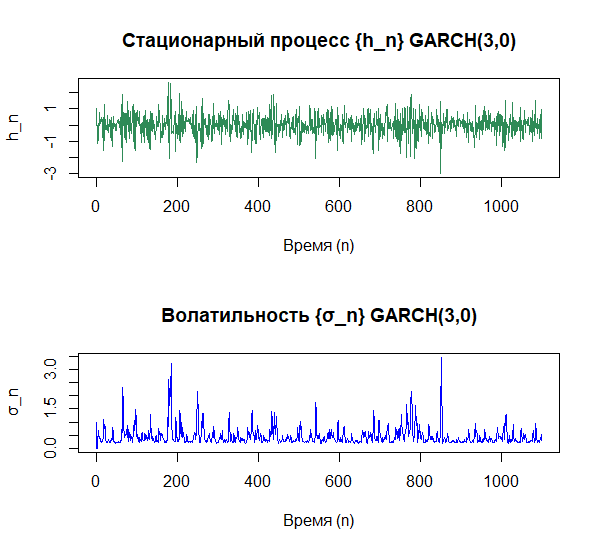 Стационарный процесс {h_n} GARCH(3,0)
h_n
1
-1
-3
0 200 400 600 800 1000
Время (n)
Волатильность {σ_n} GARCH(3,0)
σ_n
3.0
1.5
0.0
0 200 400 600 800 1000
Время (n)